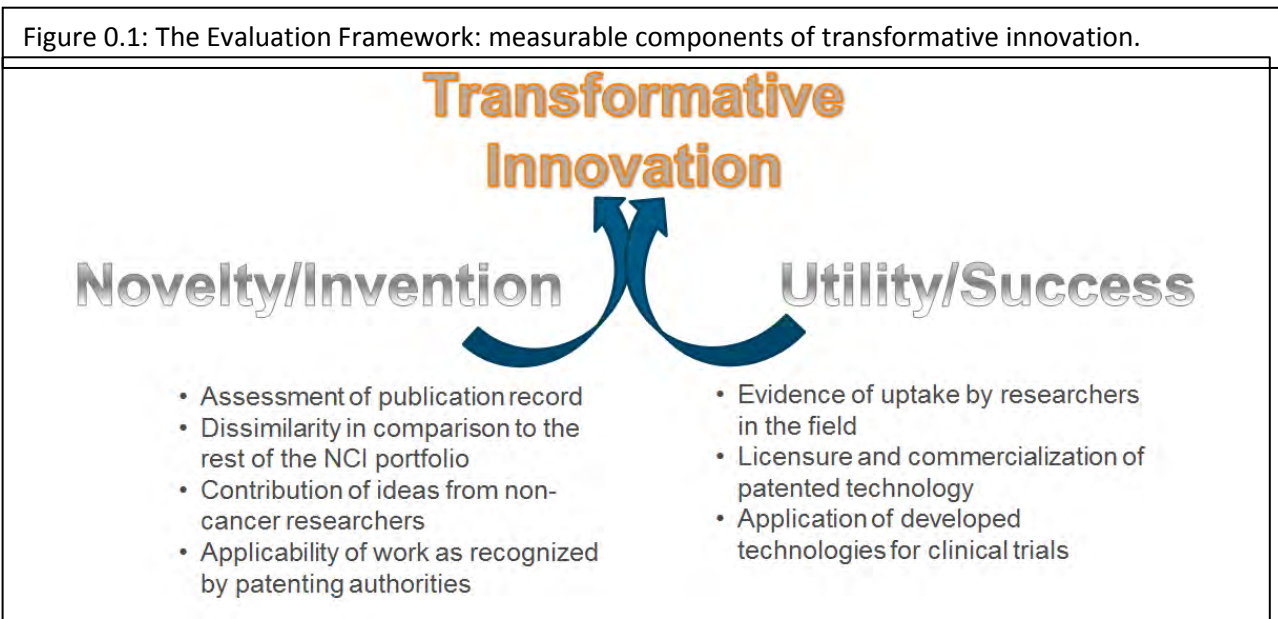 Figure 0.1: The Evaluation Framework: measurable components of transformative innovation.
Transformative
Innovation
Novelty/Invention
• Assessment of publication record
• Dissimilarity in comparison to the
rest of the NCI portfolio
• Contribution of ideas from non-
cancer researchers
• Applicability of work as recognized
by patenting authorities
Utility/Success
• Evidence of uptake by researchers
in the field
• Licensure and commercialization of
patented technology
• Application of developed
technologies for clinical trials